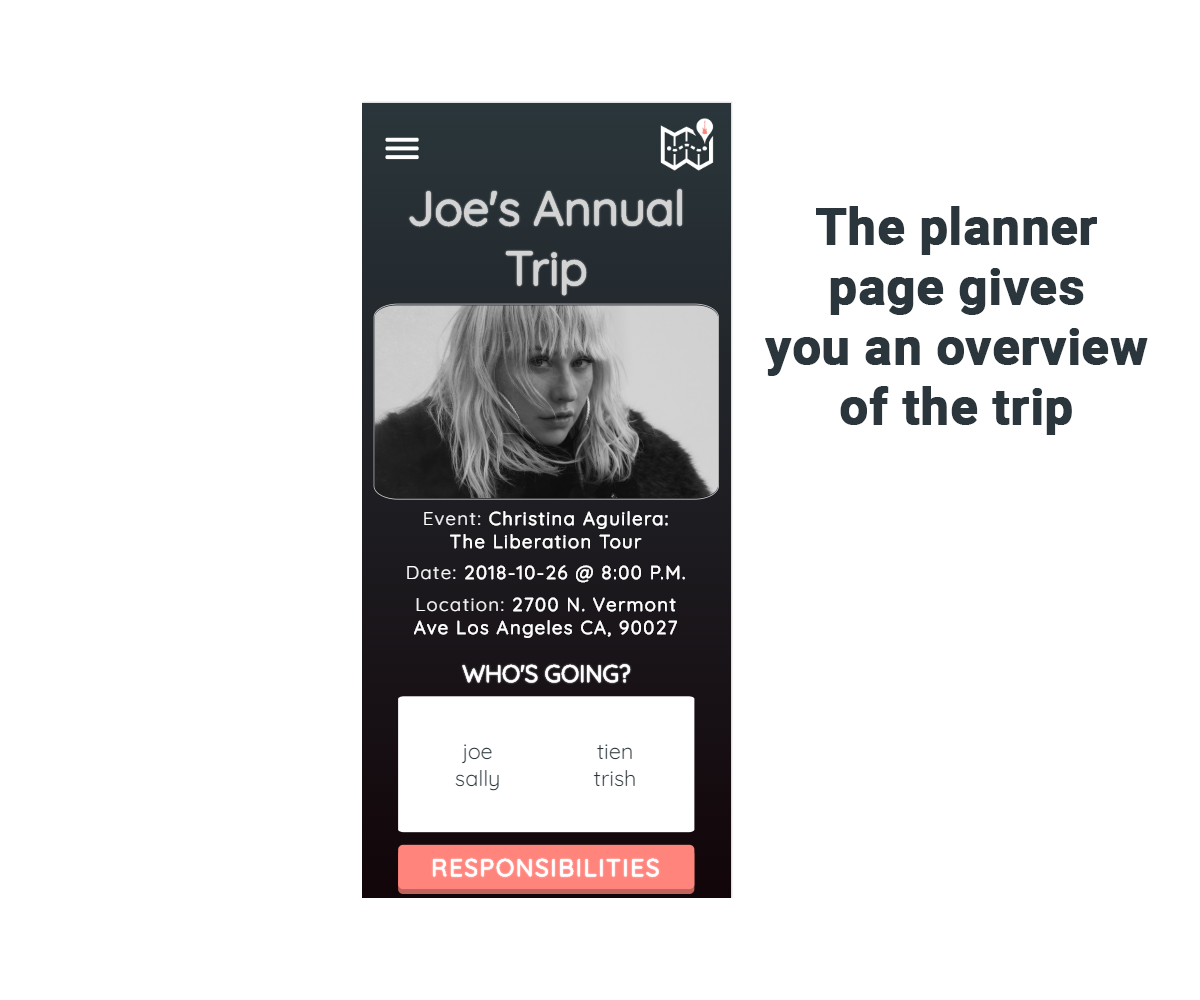 Joe's Annual
Trip
Event: Christina Aguilera:
The Liberation Tour
Date: 2018-10-26 @ 8:00 P.M.
Location: 2700 N. Vermont
Ave Los Angeles CA, 90027
WHO'S GOING?
joe tien
sally trish
RESPONSIBILITIES
The planner
page gives
you an overview
of the trip